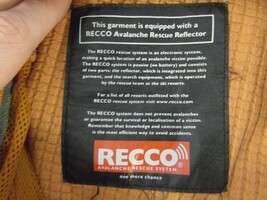 This garment is equipped with a
RECCO Avalanche Rescue Reflector
The RECCO rescue system is an electronic system,
making a quick location of an avalanche victim possible.
The RECCO system is passive (no battery) and consists
of two parts: the reflector, which is integrated into this
garment, and the search equipment, which is operated
by the rescue team at the ski resorts.
For a list of all resorts outfitted with the
RECCO rescue system visit www.recco.com
The RECCO system does not prevent avalanches
or guarantee the survival or localisation of a victim.
Remember that knowledge and common sense
is the most efficient way to avoid accidents.
RECCO
AVALANCHE RESCUE SYSTEM
one more chance